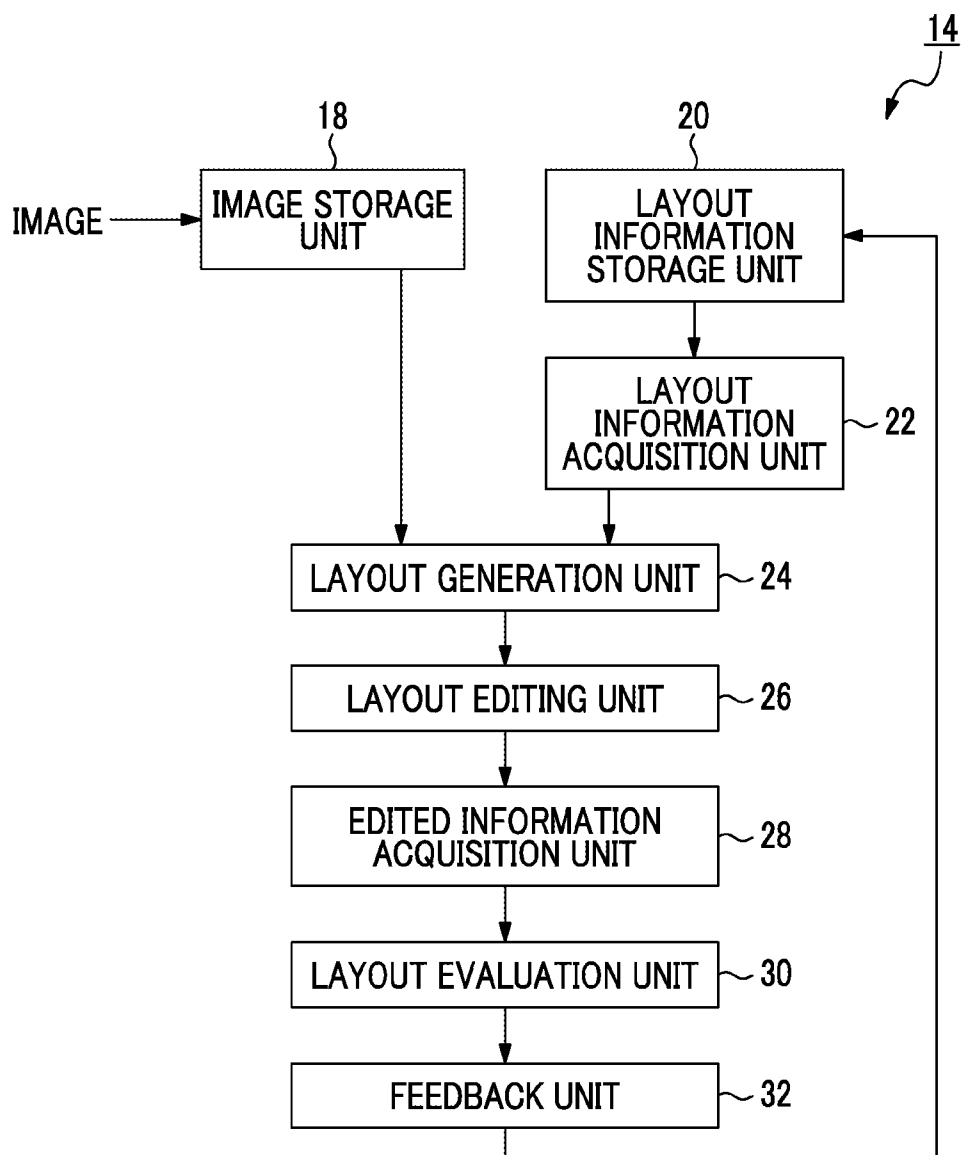 14
18
20
IMAGE
IMAGE STORAGE
UNIT
LAYOUT
INFORMATION
STORAGE UNIT
LAYOUT
INFORMATION
ACQUISITION UNIT
22
LAYOUT GENERATION UNIT
24
LAYOUT EDITING UNIT
26
EDITED INFORMATION
ACQUISITION UNIT
28
LAYOUT EVALUATION UNIT
30
FEEDBACK UNIT
32